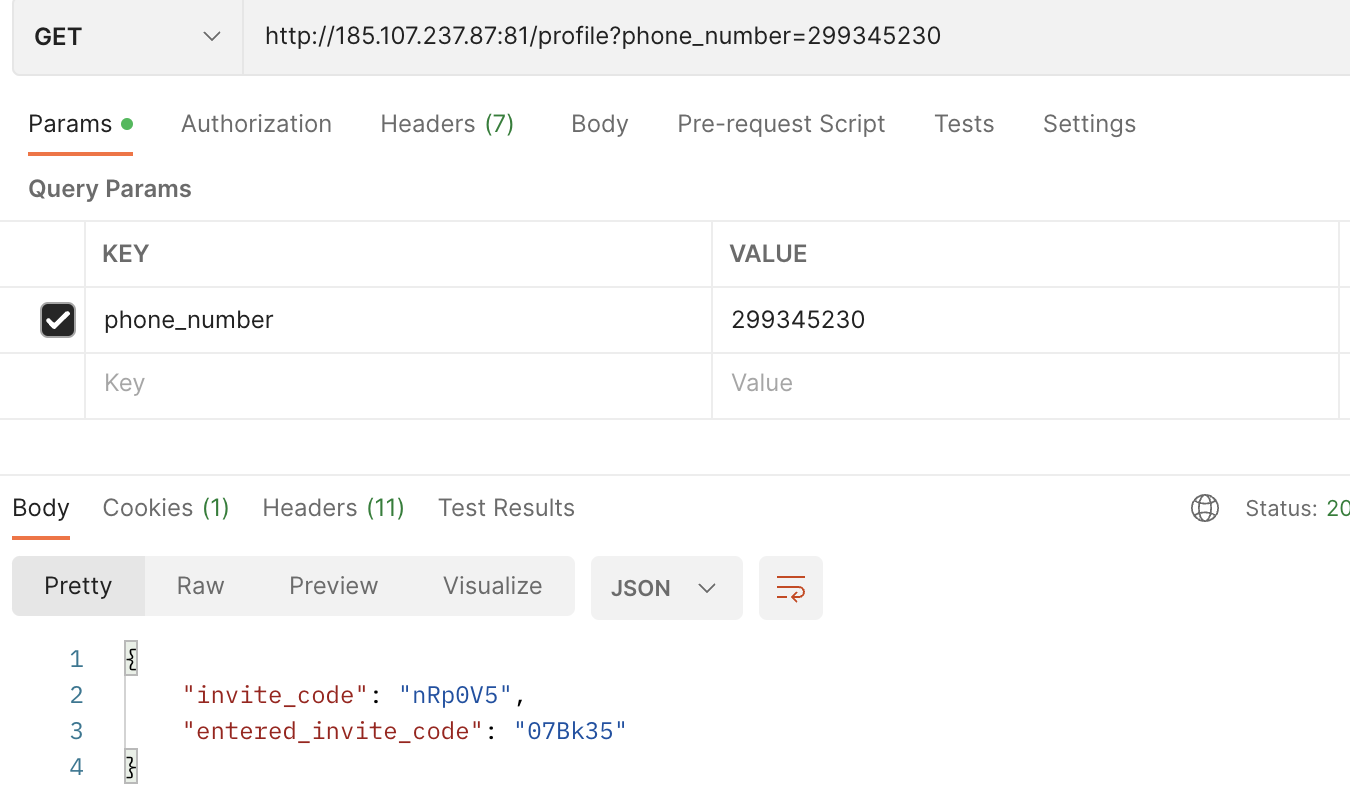 GET http://185.107.237.87:81/profile?phone_number=299345230
Params Authorization Headers (7) Body Pre-request Script Tests Settings
Query Params
KEY VALUE
phone_number 299345230
Key Value
Body Cookies (1) Headers (11) Test Results Status: 20
Pretty Raw Preview Visualize JSON
1 {
2 "invite_code": "nRp0V5",
3 "entered_invite_code": "07Bk35"
4 }